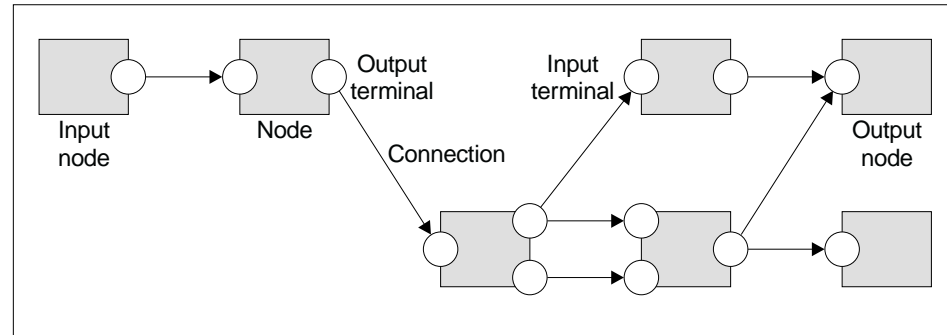 Input
node
Node
Output
terminal
Connection
Input
terminal
Output
node